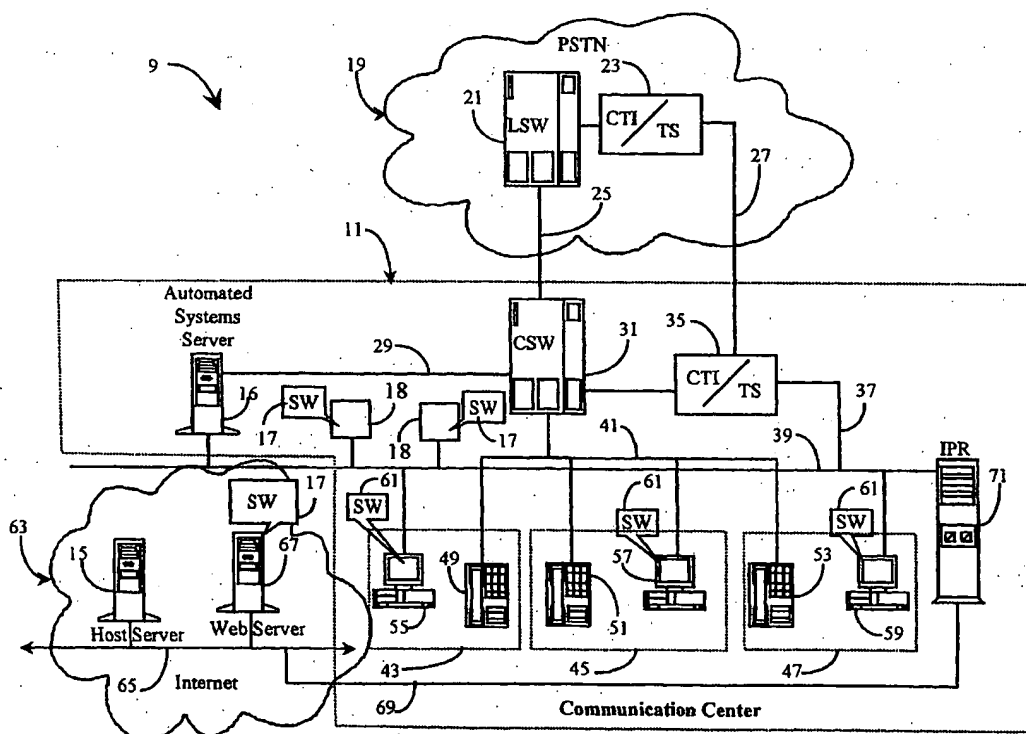 PSTN
9
19
23
21
LSW
CTI
TS
27
25
11
Automated
Systems
Server
CSW
31
35
29
CTI
TS
37
16
17
SW
18
18
SW
17
41
39
IPR
71
63
SW
17
61
SW
61
SW
61
SW
15
67
49
57
53
55
51
59
Host Server
Web Server
43
45
47
65
Internet
69
Communication Center